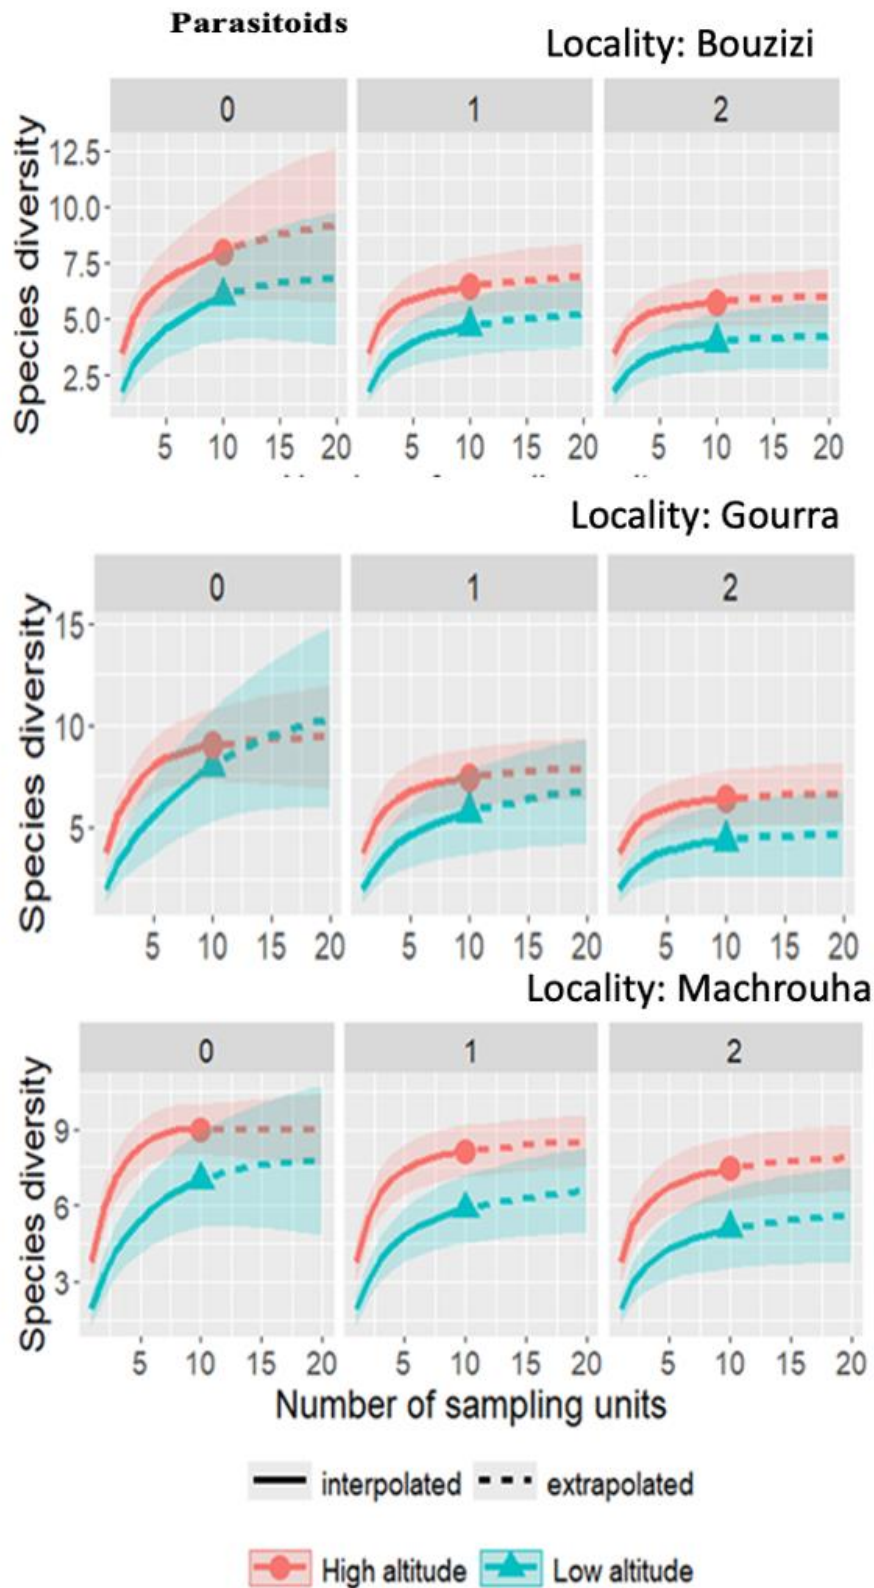 Parasitoids
Locality: Bouzizi
0 1 2
Species diversity
12.5
10.0
7.5
5.0
2.5
5 10 15 20 5 10 15 20 5 10 15 20
Locality: Gourra
0 1 2
Species diversity
15
10
5
5 10 15 20 5 10 15 20 5 10 15 20
Locality: Machrouha
0 1 2
Species diversity
9
6
3
5 10 15 20 5 10 15 20 5 10 15 20
Number of sampling units
interpolated extrapolated
High altitude Low altitude